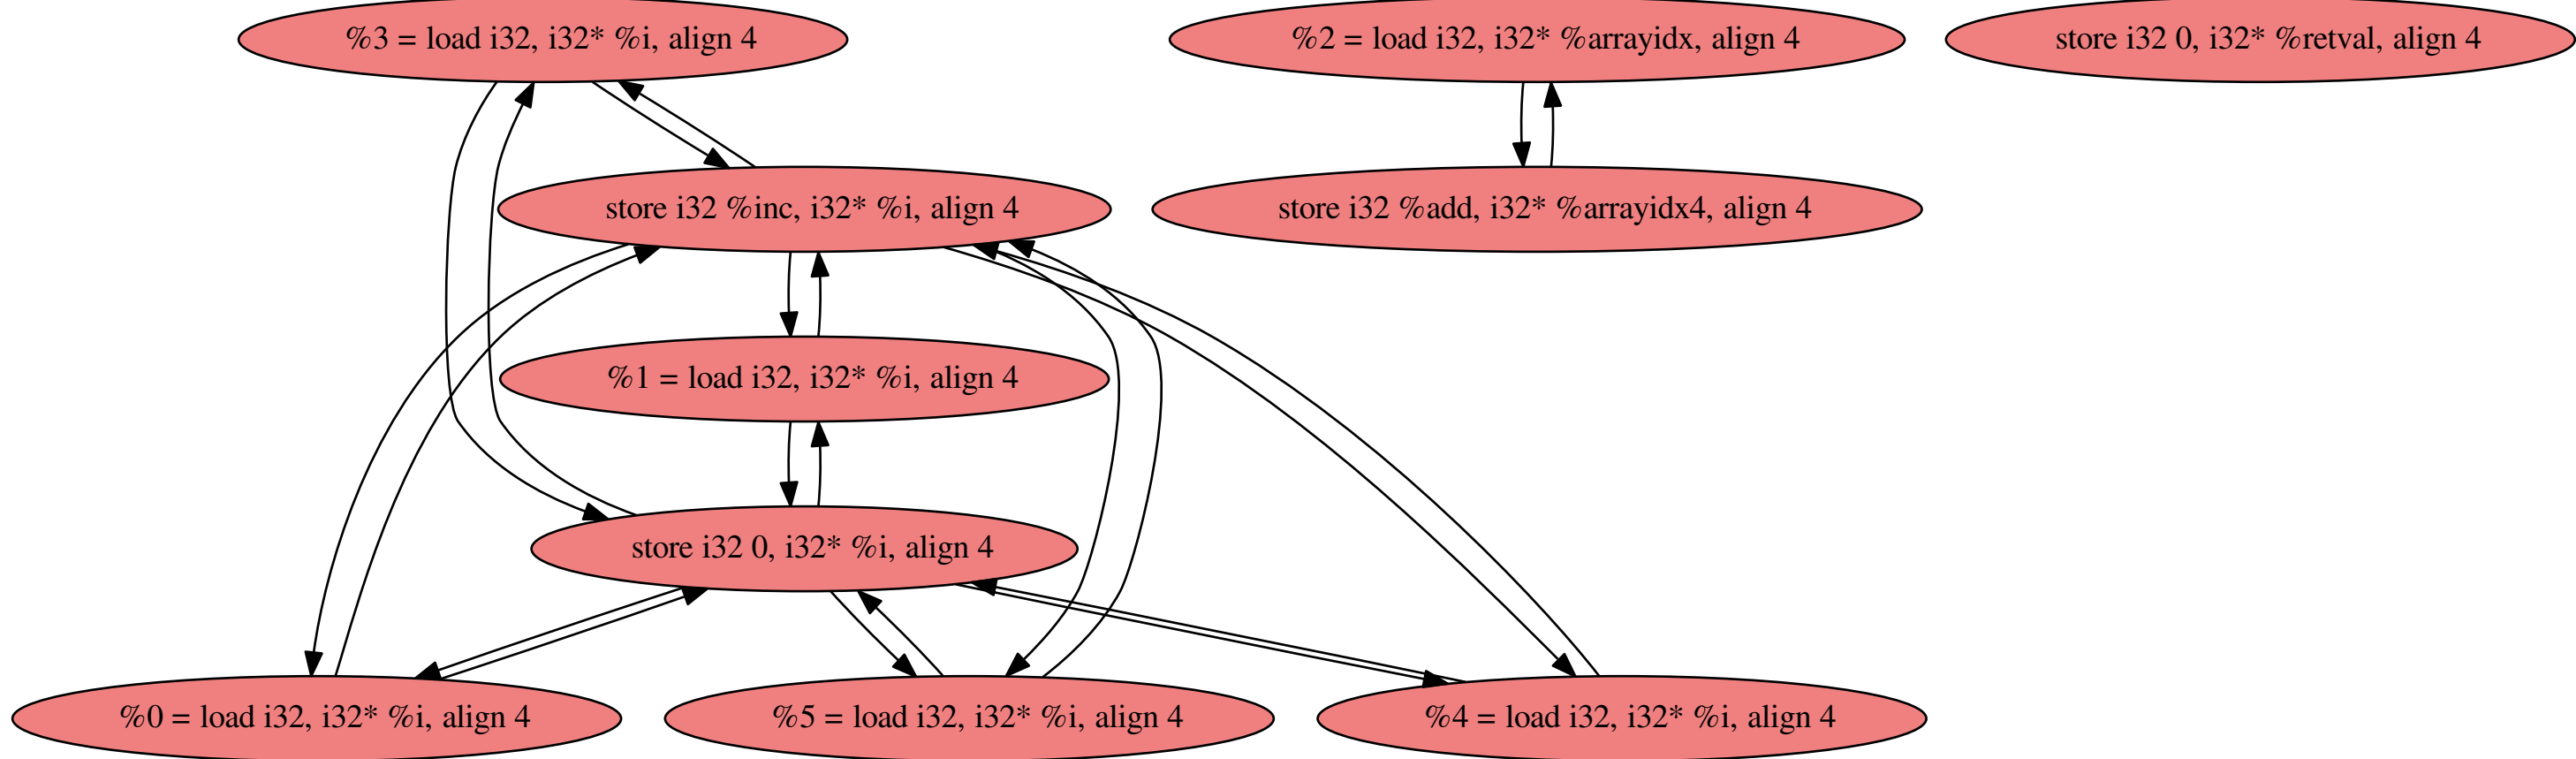 %3 = load i32, i32* %i, align 4
%2 = load i32, i32* %arrayidx, align 4
store i32 0, i32* %retval, align 4
store i32 %inc, i32* %i, align 4
store i32 %add, i32* %arrayidx4, align 4
%1 = load i32, i32* %i, align 4
store i32 0, i32* %i, align 4
%0 = load i32, i32* %i, align 4
%5 = load i32, i32* %i, align 4
%4 = load i32, i32* %i, align 4